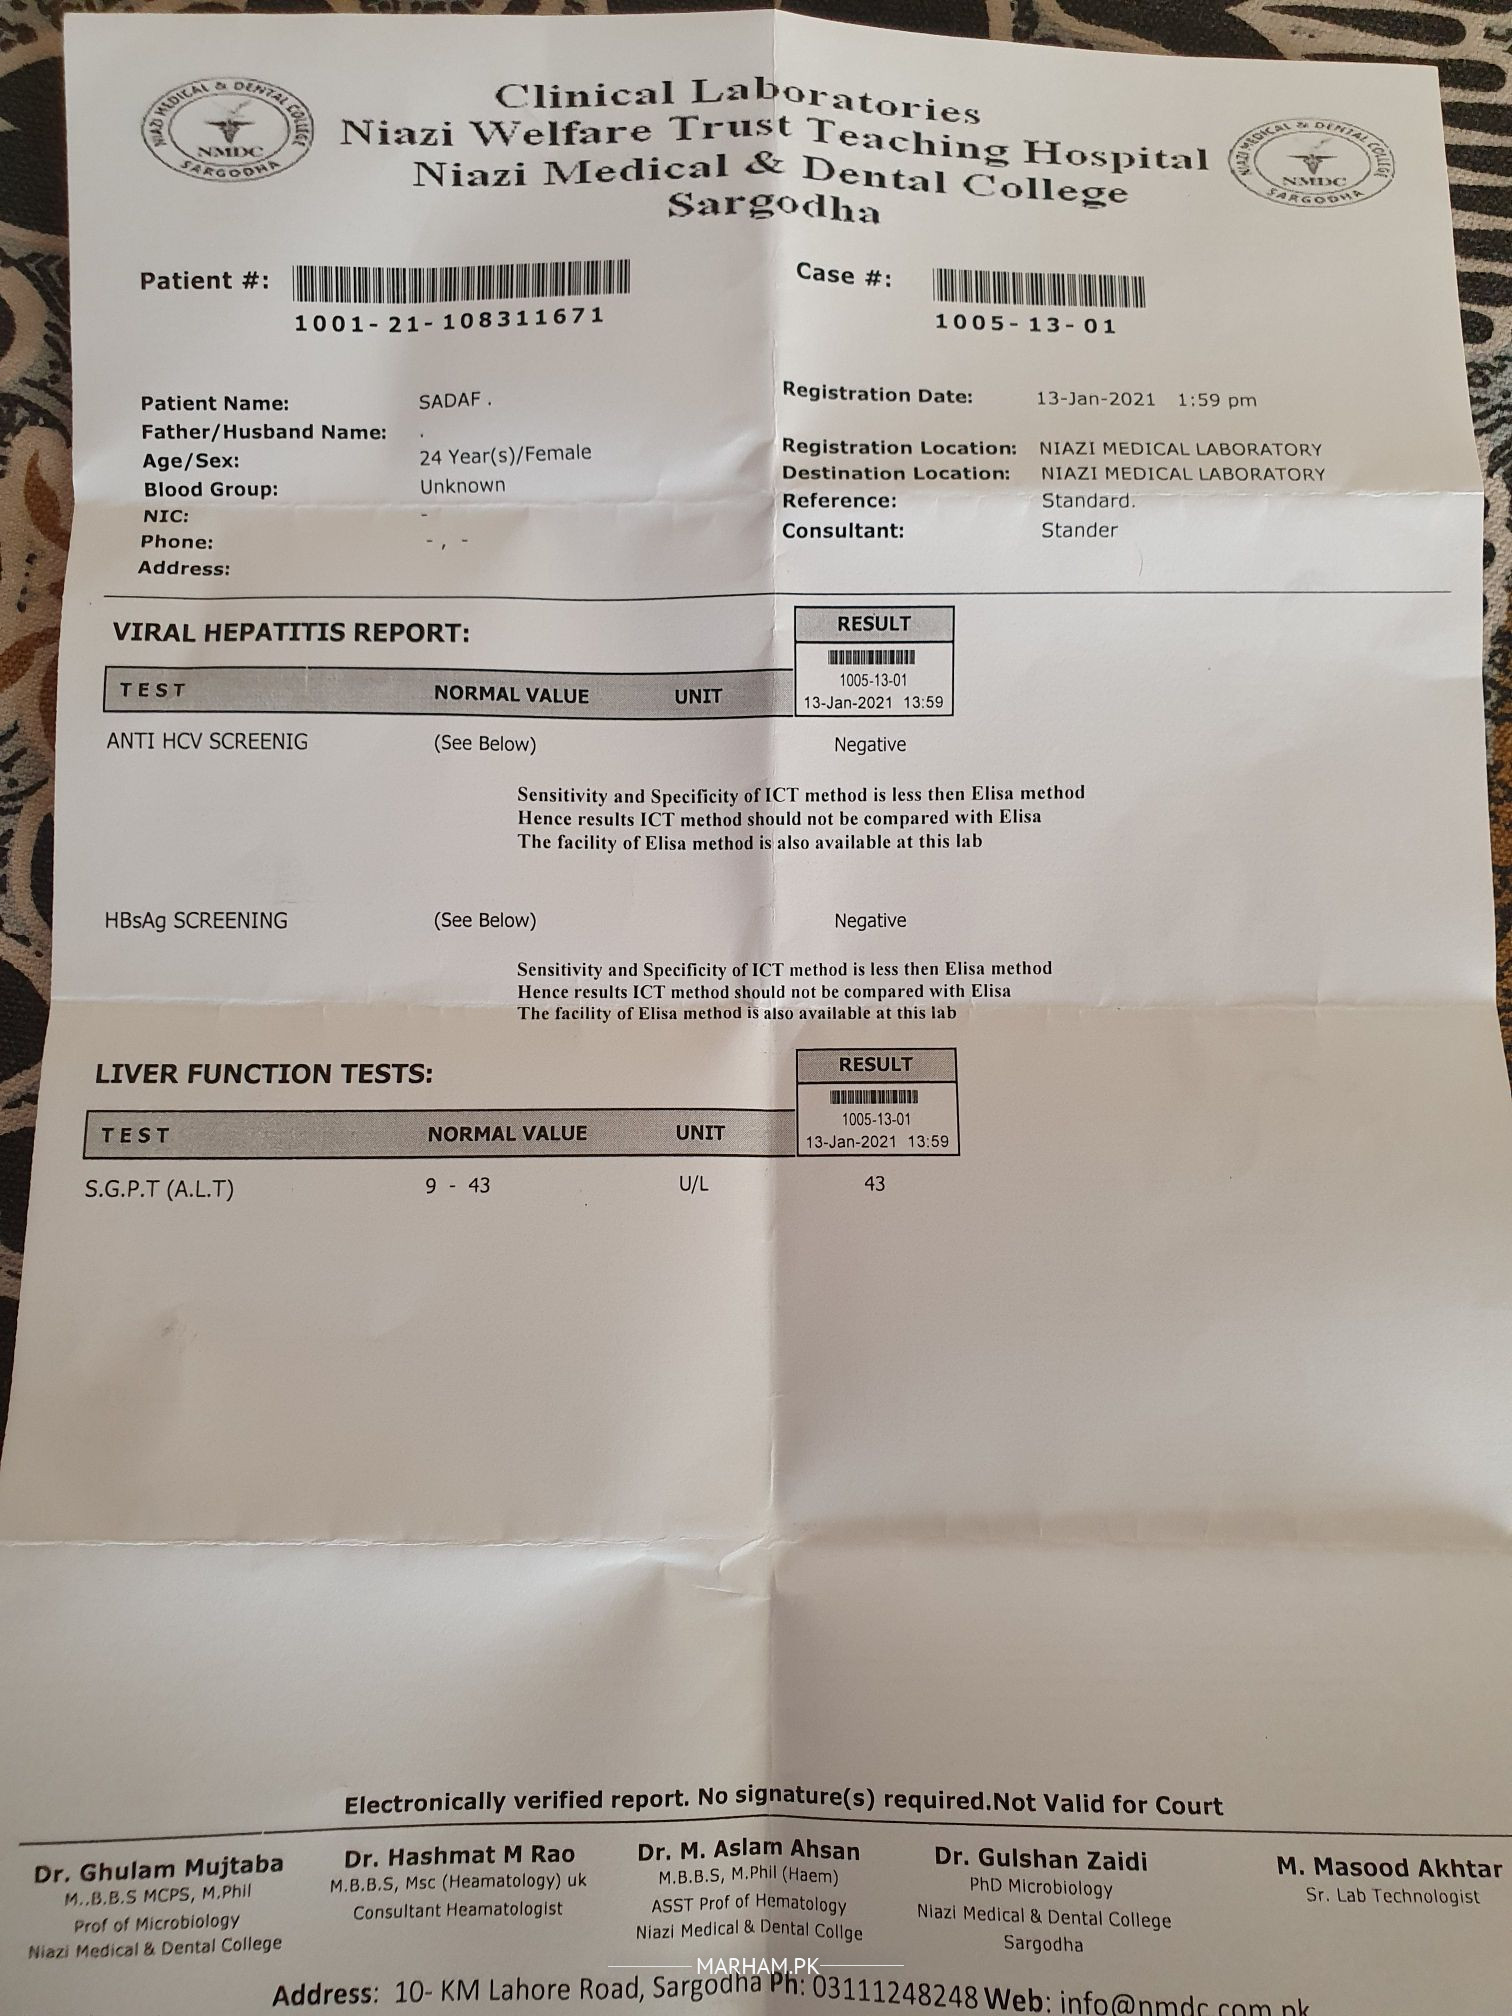 NIAZI MEDICAL & DENTAL COLLEGE
NMDC
SARGODHA
Clinical Laboratories
Niazi Welfare Trust Teaching Hospital
Niazi Medical & Dental College
Sargodha
NIAZI MEDICAL & DENTAL COLLEGE
NMDC
SARGODHA
Patient #:
1001-21-108311671
Case #:
1005-13-01
Patient Name: SADAF .
Father/Husband Name: .
Age/Sex: 24 Year(s)/Female
Blood Group: Unknown
NIC: -
Phone: - , -
Address:
Registration Date: 13-Jan-2021 1:59 pm
Registration Location: NIAZI MEDICAL LABORATORY
Destination Location: NIAZI MEDICAL LABORATORY
Reference: Standard.
Consultant: Stander
VIRAL HEPATITIS REPORT:
RESULT
1005-13-01
13-Jan-2021 13:59
TEST NORMAL VALUE UNIT
ANTI HCV SCREENIG (See Below) Negative
Sensitivity and Specificity of ICT method is less then Elisa method
Hence results ICT method should not be compared with Elisa
The facility of Elisa method is also available at this lab
HBsAg SCREENING (See Below) Negative
Sensitivity and Specificity of ICT method is less then Elisa method
Hence results ICT method should not be compared with Elisa
The facility of Elisa method is also available at this lab
LIVER FUNCTION TESTS:
RESULT
1005-13-01
13-Jan-2021 13:59
TEST NORMAL VALUE UNIT
S.G.P.T (A.L.T) 9 - 43 U/L 43
Electronically verified report. No signature(s) required.Not Valid for Court
Dr. Ghulam Mujtaba
M..B.B.S MCPS, M.Phil
Prof of Microbiology
Niazi Medical & Dental College
Dr. Hashmat M Rao
M.B.B.S, Msc (Heamatology) uk
Consultant Heamatologist
Dr. M. Aslam Ahsan
M.B.B.S, M.Phil (Haem)
ASST Prof of Hematology
Niazi Medical & Dental Collge
Dr. Gulshan Zaidi
PhD Microbiology
Niazi Medical & Dental College
Sargodha
M. Masood Akhtar
Sr. Lab Technologist
MARHAM.PK
Address: 10- KM Lahore Road, Sargodha Ph: 03111248248 Web: info@nmdc.com.pk